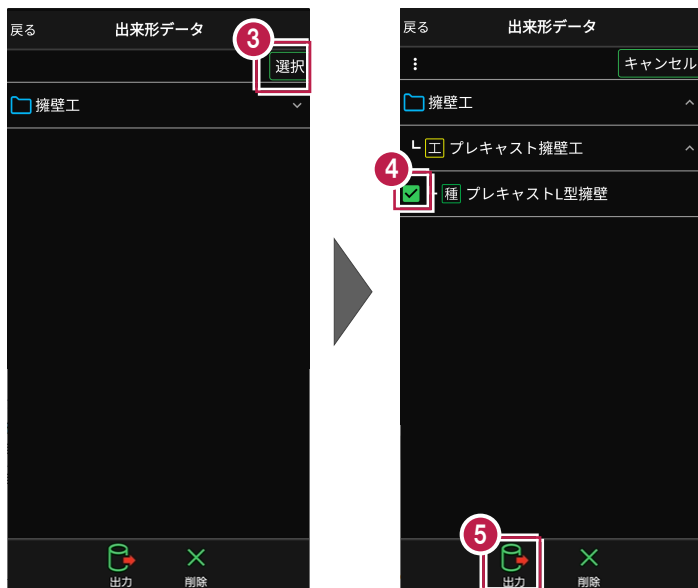 戻る 出来形データ
3
選択
擁壁工
出力 削除
戻る 出来形データ
キャンセル
擁壁工
工 プレキャスト擁壁工
4
種 プレキャストL型擁壁
5
出力 削除